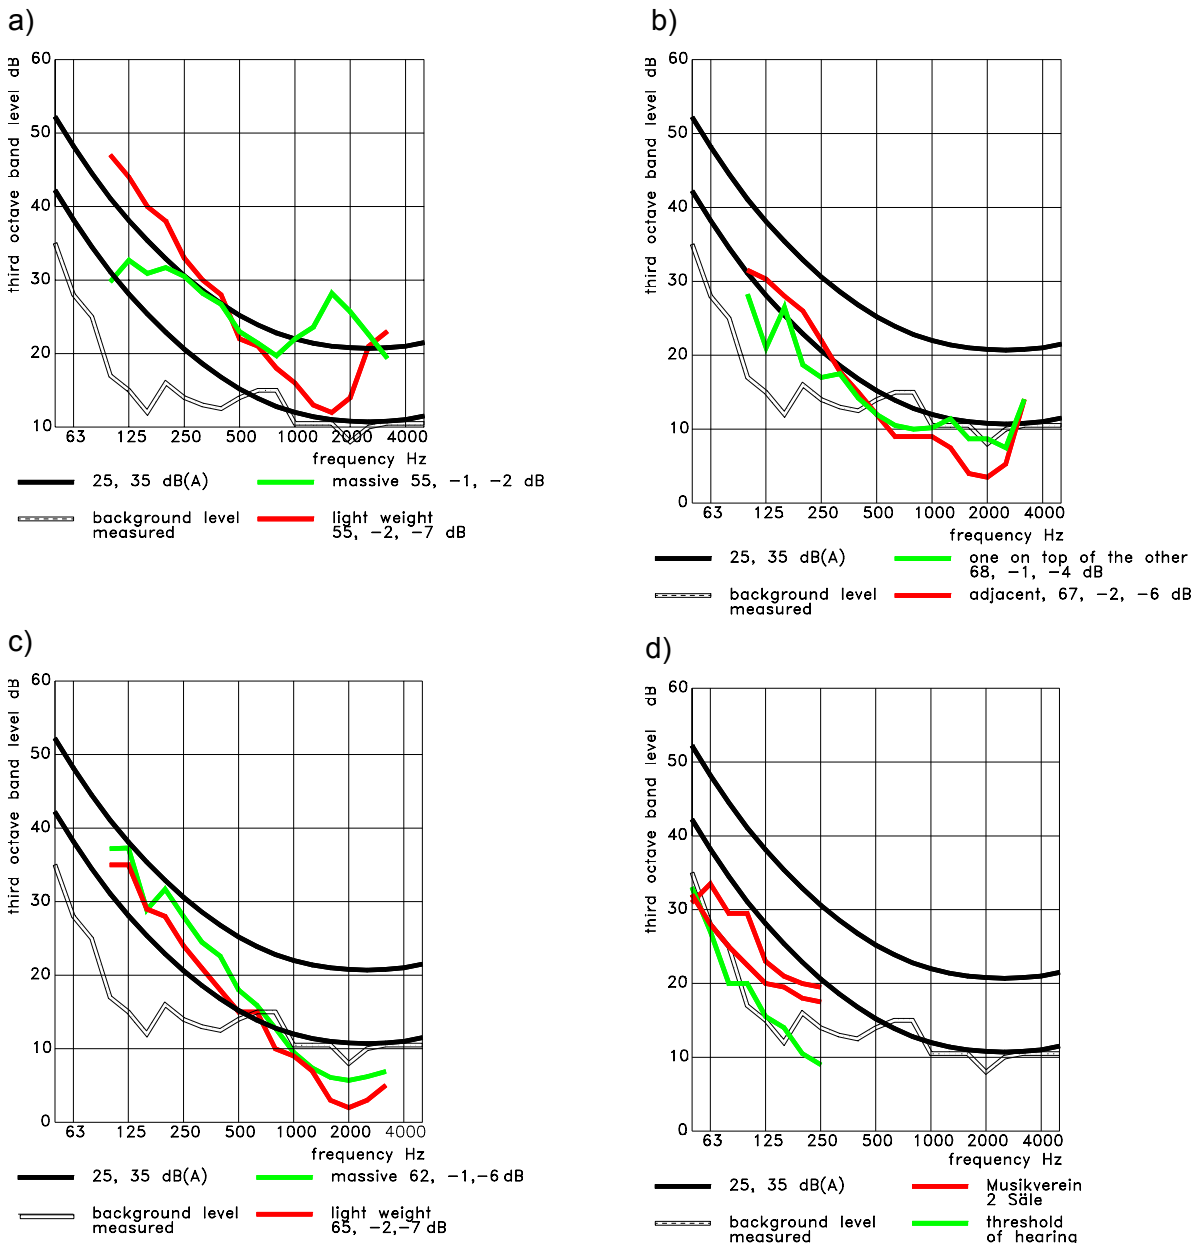 a)
third octave band level dB
60
50
40
30
20
10
63 125 250 500 1000 2000 4000
frequency Hz
25, 35 dB(A)
massive 55, −1, −2 dB
background level
measured
light weight
55, −2, −7 dB
b)
third octave band level dB
60
50
40
30
20
10
0
63 125 250 500 1000 2000 4000
frequency Hz
25, 35 dB(A)
one on top of the other
68, −1, −4 dB
background level
measured
adjacent, 67, −2, −6 dB
c)
third octave band level dB
60
50
40
30
20
10
0
63 125 250 500 1000 2000 4000
frequency Hz
25, 35 dB(A)
massive 62, −1,−6 dB
background level
measured
light weight
65, −2,−7 dB
d)
third octave band level dB
60
50
40
30
20
10
0
63 125 250 500 1000 2000 4000
frequency Hz
25, 35 dB(A)
Musikverein
2 Säle
background level
measured
threshold
of hearing